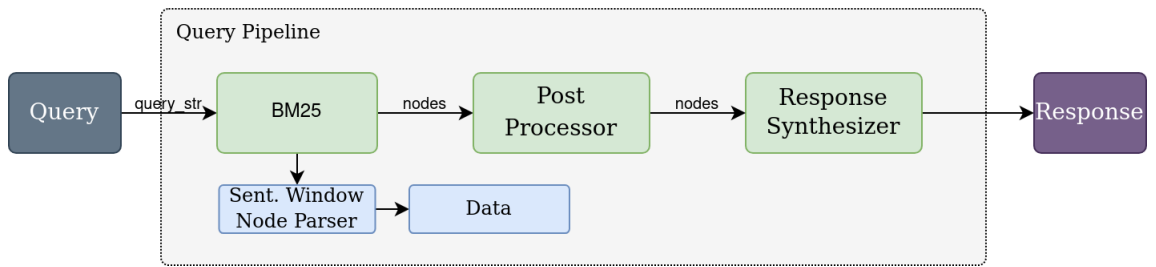 Query Pipeline
Query
query_str
BM25
nodes
Post
Processor
nodes
Response
Synthesizer
Response
Sent. Window
Node Parser
Data